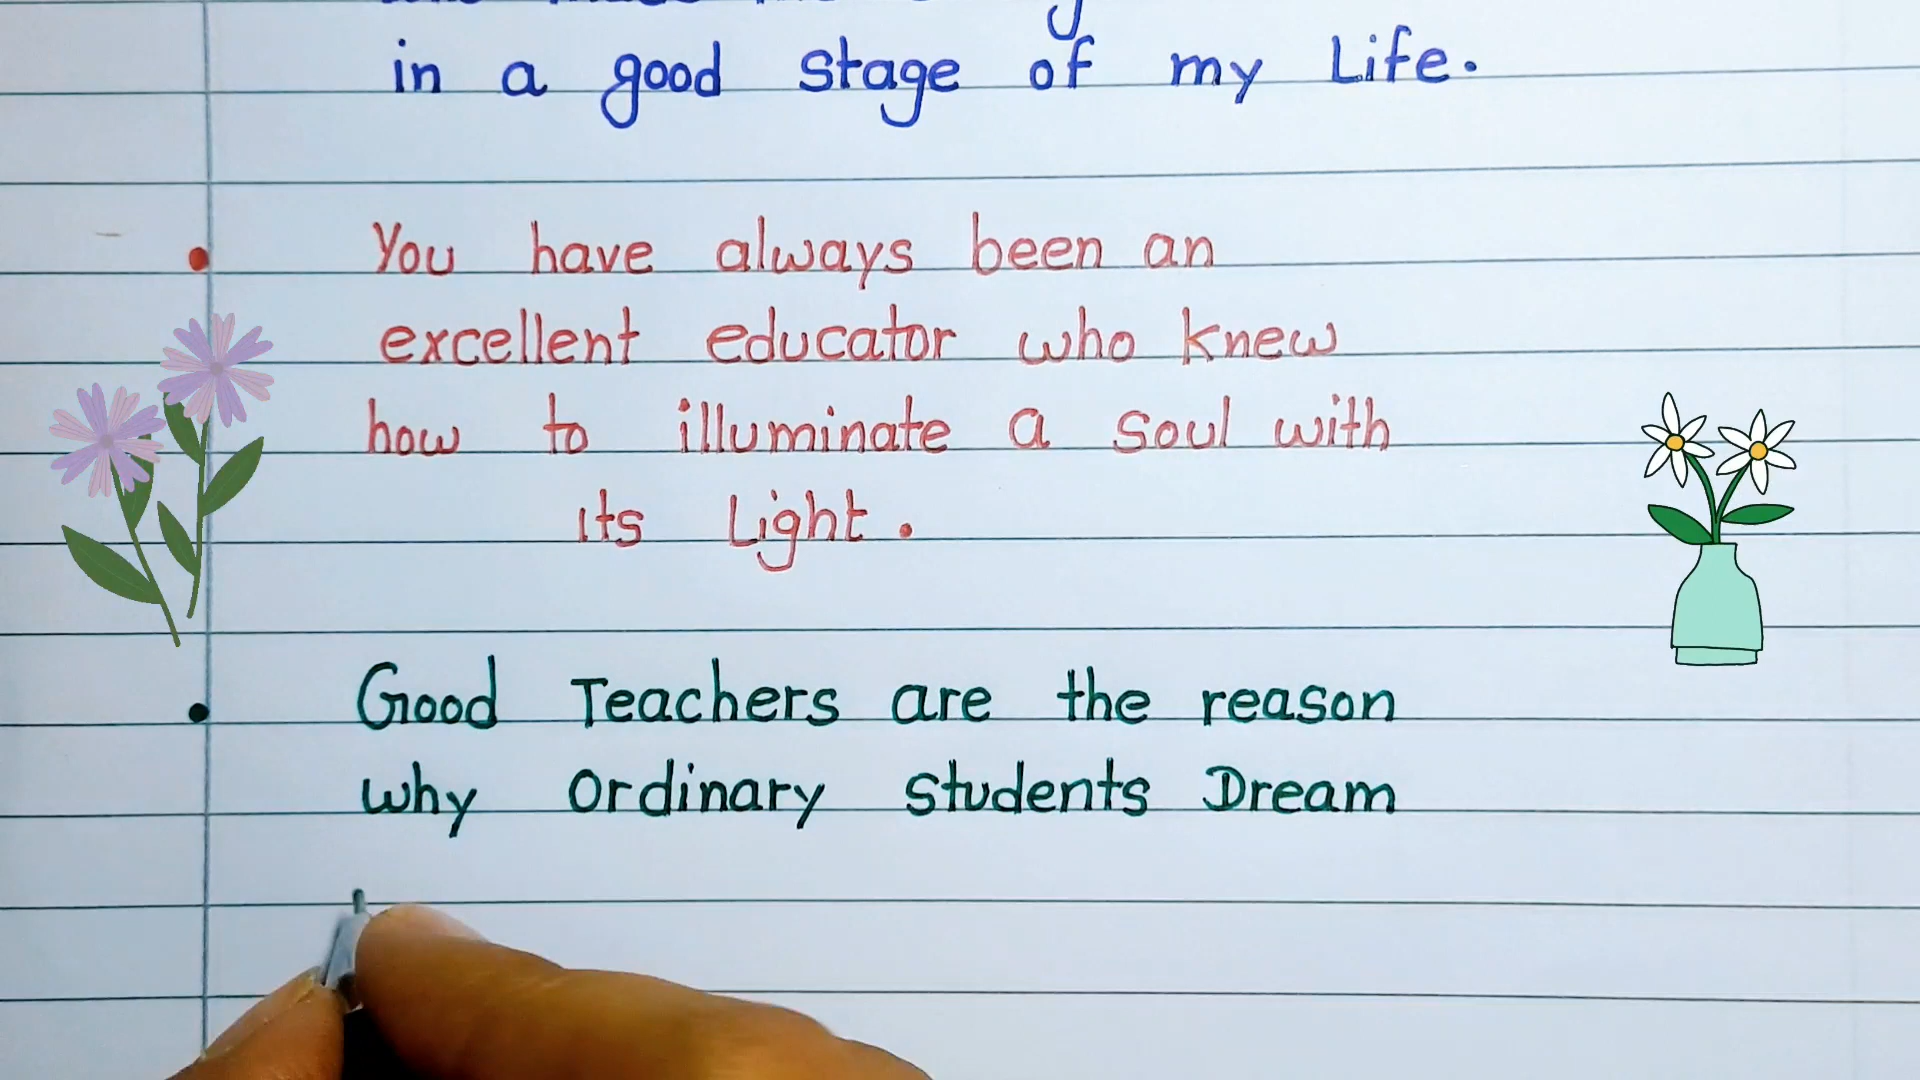 in a good stage of my Life.
• You have always been an
excellent educator who knew
how to illuminate a soul with
its Light.
• Good Teachers are the reason
why ordinary students Dream